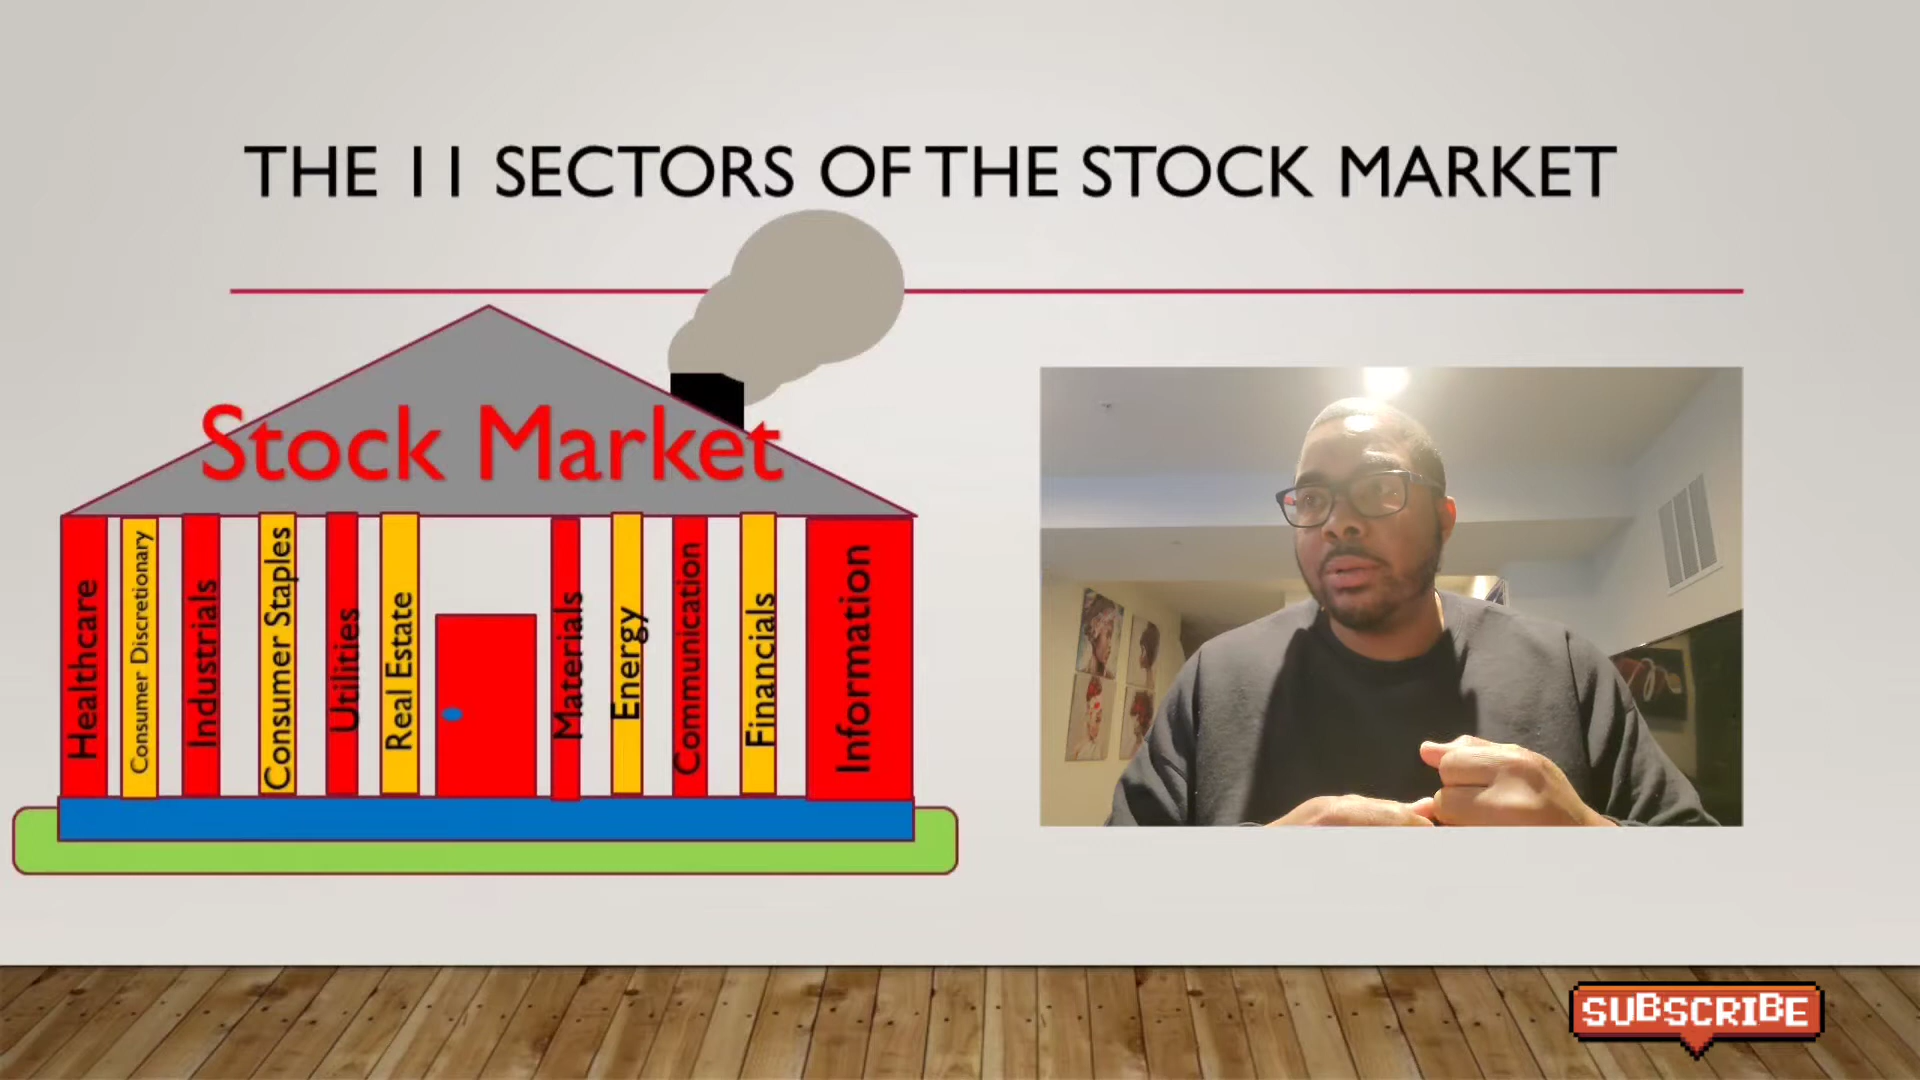 THE 11 SECTORS OF THE STOCK MARKET
Stock Market
Healthcare
Consumer Discretionary
Industrials
Consumer Staples
Utilities
Real Estate
Materials
Energy
Communication
Financials
Information
SUBSCRIBE